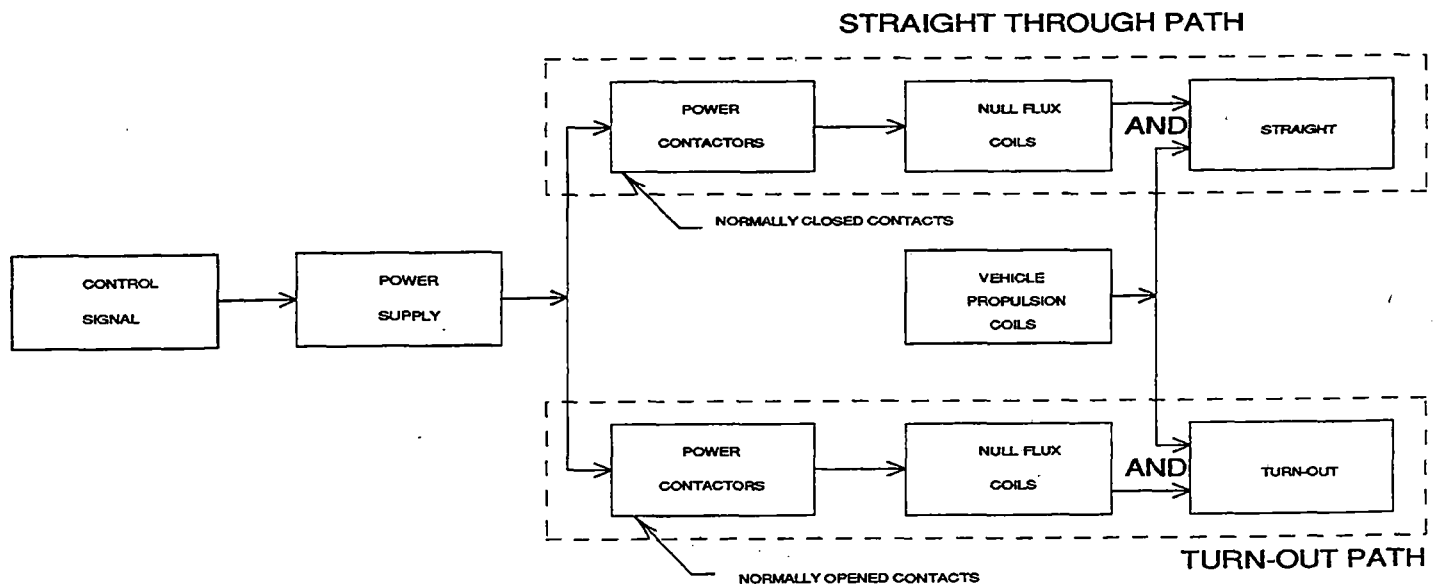 STRAIGHT THROUGH PATH
POWER
CONTACTORS
NULL FLUX
COILS
AND
STRAIGHT
NORMALLY CLOSED CONTACTS
CONTROL
SIGNAL
POWER
SUPPLY
VEHICLE
PROPULSION
COILS
POWER
CONTACTORS
NULL FLUX
COILS
AND
TURN-OUT
NORMALLY OPENED CONTACTS
TURN-OUT PATH